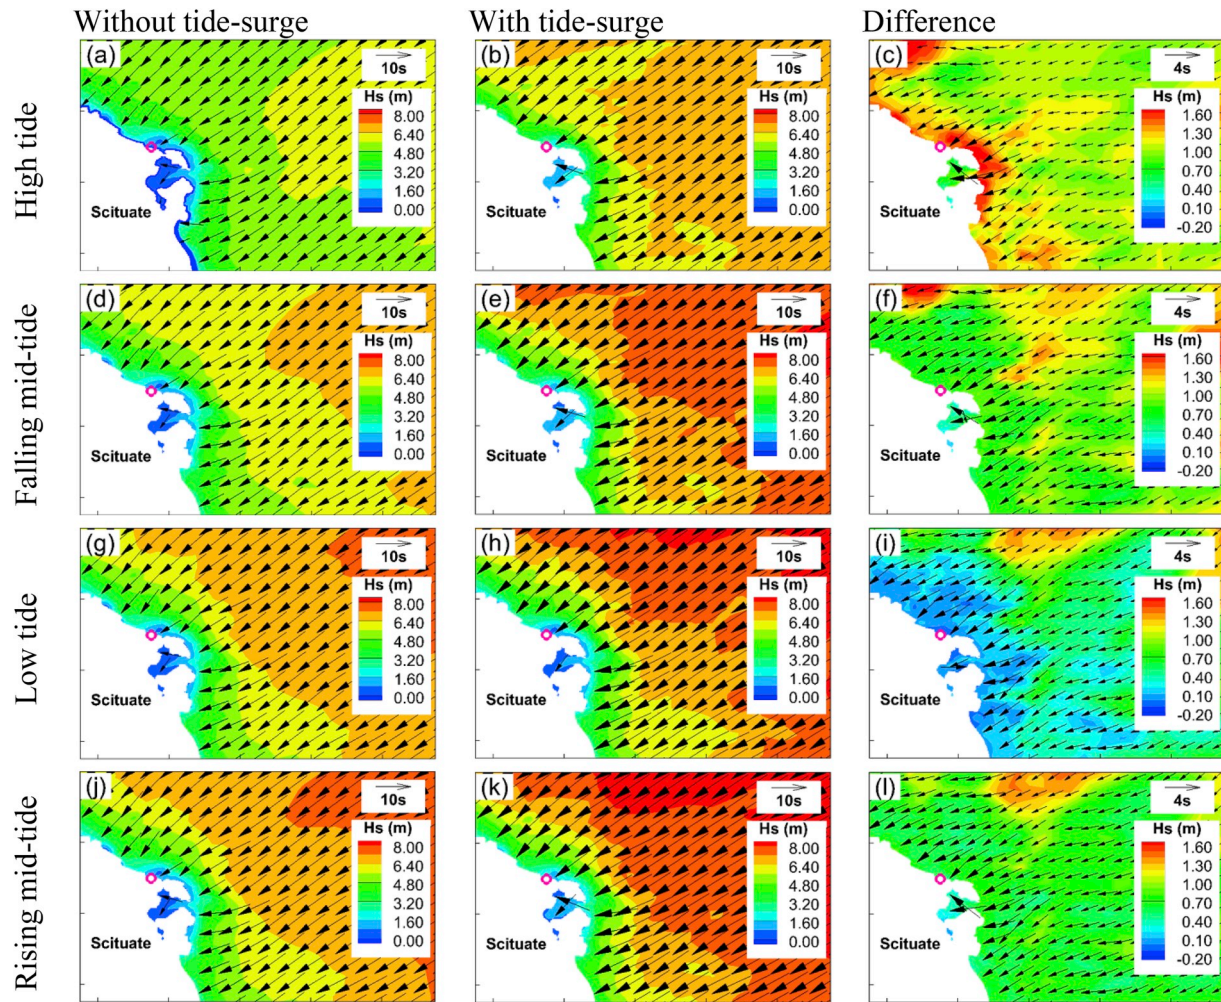 Without tide-surge
With tide-surge
Difference
High tide
(a)
10s
Hs (m)
8.00
6.40
4.80
3.20
1.60
0.00
Scituate
(b)
10s
Hs (m)
8.00
6.40
4.80
3.20
1.60
0.00
Scituate
(c)
4s
Hs (m)
1.60
1.30
1.00
0.70
0.40
0.10
-0.20
Scituate
Falling mid-tide
(d)
10s
Hs (m)
8.00
6.40
4.80
3.20
1.60
0.00
Scituate
(e)
10s
Hs (m)
8.00
6.40
4.80
3.20
1.60
0.00
Scituate
(f)
4s
Hs (m)
1.60
1.30
1.00
0.70
0.40
0.10
-0.20
Scituate
Low tide
(g)
10s
Hs (m)
8.00
6.40
4.80
3.20
1.60
0.00
Scituate
(h)
10s
Hs (m)
8.00
6.40
4.80
3.20
1.60
0.00
Scituate
(i)
4s
Hs (m)
1.60
1.30
1.00
0.70
0.40
0.10
-0.20
Scituate
Rising mid-tide
(j)
10s
Hs (m)
8.00
6.40
4.80
3.20
1.60
0.00
Scituate
(k)
10s
Hs (m)
8.00
6.40
4.80
3.20
1.60
0.00
Scituate
(l)
4s
Hs (m)
1.60
1.30
1.00
0.70
0.40
0.10
-0.20
Scituate